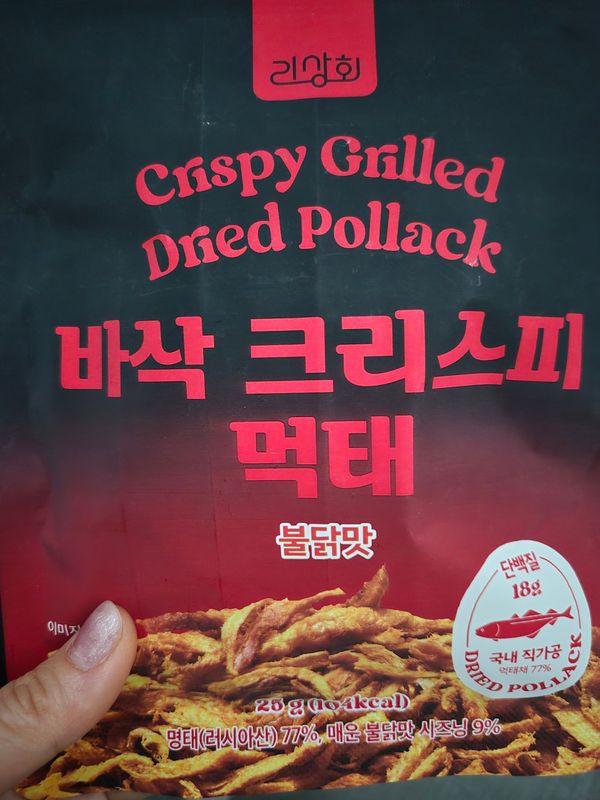 리상회
Crispy Grilled
Dried Pollack
바삭 크리스피
먹태
불닭맛
단백질
18g
국내 직가공
먹태채 77%
DRIED POLLACK
25 g (104kcal)
명태(러시아산) 77%, 매운 불닭맛 시즈닝 9%